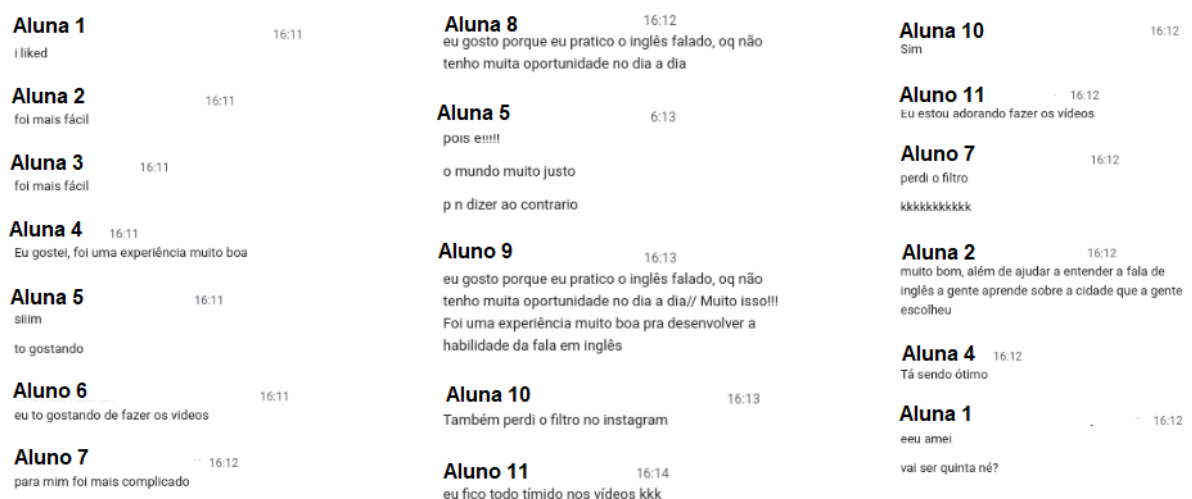 Aluna 1
16:11
i liked
Aluna 2
16:11
foi mais fácil
Aluna 3
16:11
foi mais fácil
Aluna 4
16:11
Eu gostei, foi uma experiência muito boa
Aluna 5
16:11
siiim
to gostando
Aluno 6
16:11
eu to gostando de fazer os videos
Aluno 7
16:12
para mim foi mais complicado
Aluna 8
16:12
eu gosto porque eu pratico o inglês falado, oq não
tenho muita oportunidade no dia a dia
Aluna 5
6:13
pois e!!!!!
o mundo muito justo
p n dizer ao contrario
Aluno 9
16:13
eu gosto porque eu pratico o inglês falado, oq não
tenho muita oportunidade no dia a dia// Muito isso!!!
Foi uma experiência muito boa pra desenvolver a
habilidade da fala em inglês
Aluna 10
16:13
Também perdi o filtro no instagram
Aluno 11
16:14
eu fico todo tímido nos vídeos kkk
Aluna 10
16:12
Sim
Aluno 11
16:12
Eu estou adorando fazer os vídeos
Aluno 7
16:12
perdi o filtro
kkkkkkkkkkk
Aluna 2
16:12
muito bom, além de ajudar a entender a fala de
inglês a gente aprende sobre a cidade que a gente
escolheu
Aluna 4
16:12
Tá sendo ótimo
Aluna 1
16:12
eeu amei
vai ser quinta né?